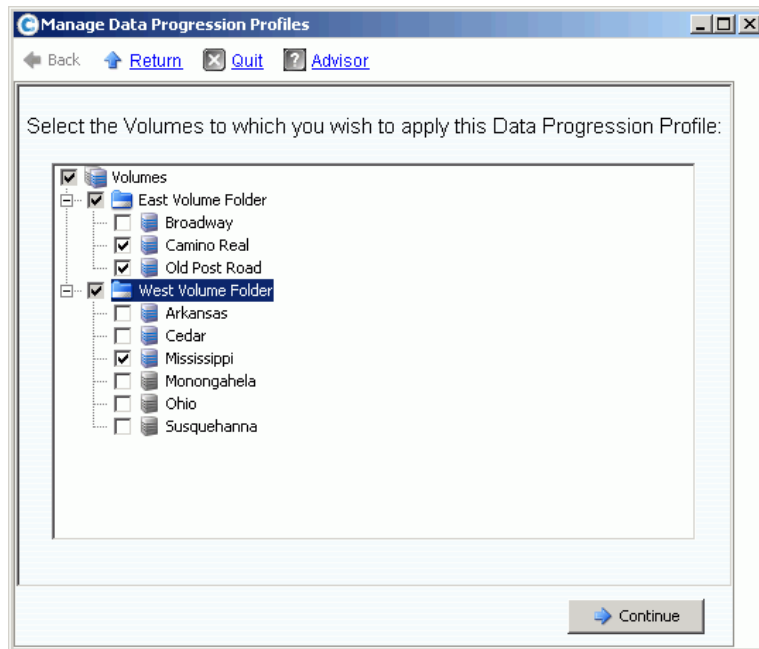 Manage Data Progression Profiles
Back Return Quit Advisor
Select the Volumes to which you wish to apply this Data Progression Profile:
Volumes
East Volume Folder
Broadway
Camino Real
Old Post Road
West Volume Folder
Arkansas
Cedar
Mississippi
Monongahela
Ohio
Susquehanna
Continue